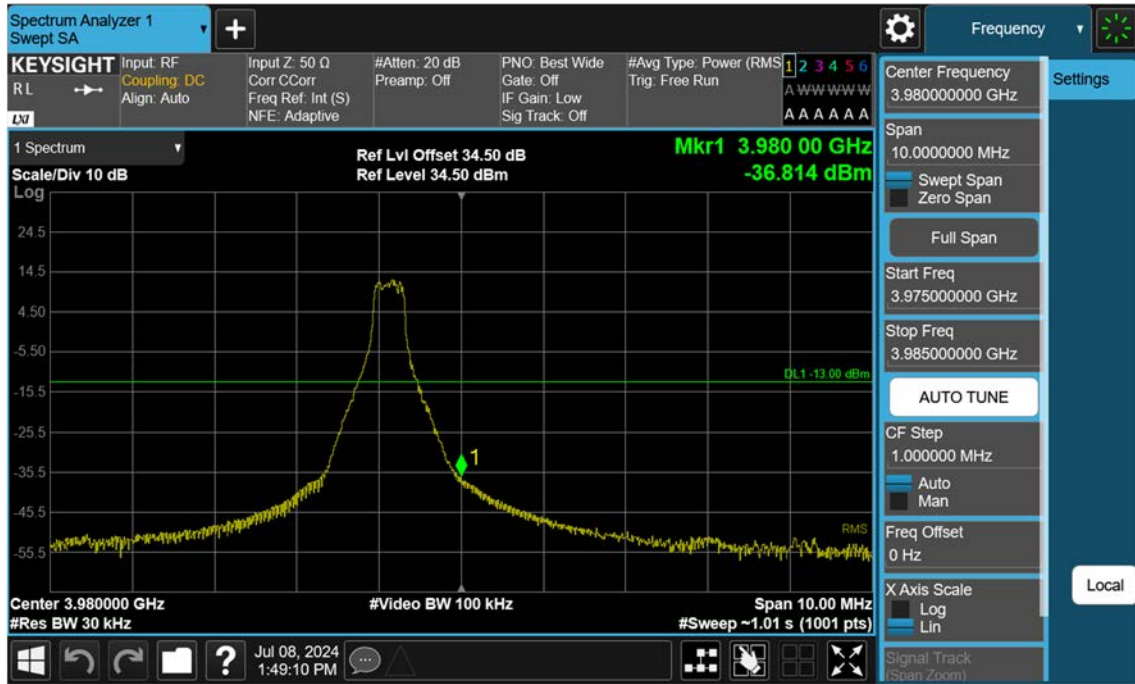 Spectrum Analyzer 1
Swept SA
Frequency
KEYSIGHT
RL
LXI
Input: RF
Coupling: DC
Align: Auto
Input Z: 50 Ω
Corr CCorr
Freq Ref: Int (S)
NFE: Adaptive
#Atten: 20 dB
Preamp: Off
PNO: Best Wide
Gate: Off
IF Gain: Low
Sig Track: Off
#Avg Type: Power (RMS
Trig: Free Run
1 2 3 4 5 6
A W W W W W
A A A A A A
1 Spectrum
Scale/Div 10 dB
Ref Lvl Offset 34.50 dB
Ref Level 34.50 dBm
Mkr1 3.980 00 GHz
-36.814 dBm
Log
24.5
14.5
4.50
-5.50
-15.5
-25.5
-35.5
-45.5
-55.5
DL1 -13.00 dBm
1
RMS
Center 3.980000 GHz
#Video BW 100 kHz
Span 10.00 MHz
#Res BW 30 kHz
#Sweep ~1.01 s (1001 pts)
Center Frequency
3.980000000 GHz
Settings
Span
10.0000000 MHz
Swept Span
Zero Span
Full Span
Start Freq
3.975000000 GHz
Stop Freq
3.985000000 GHz
AUTO TUNE
CF Step
1.000000 MHz
Auto
Man
Freq Offset
0 Hz
X Axis Scale
Log
Lin
Local
Signal Track
(Span Zoom)
?
Jul 08, 2024
1:49:10 PM